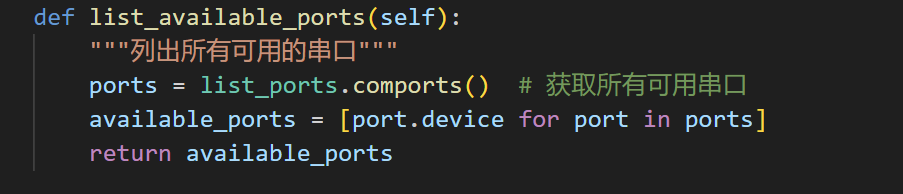 def list_available_ports(self):
"""列出所有可用的串口"""
ports = list_ports.comports()  # 获取所有可用串口
available_ports = [port.device for port in ports]
return available_ports